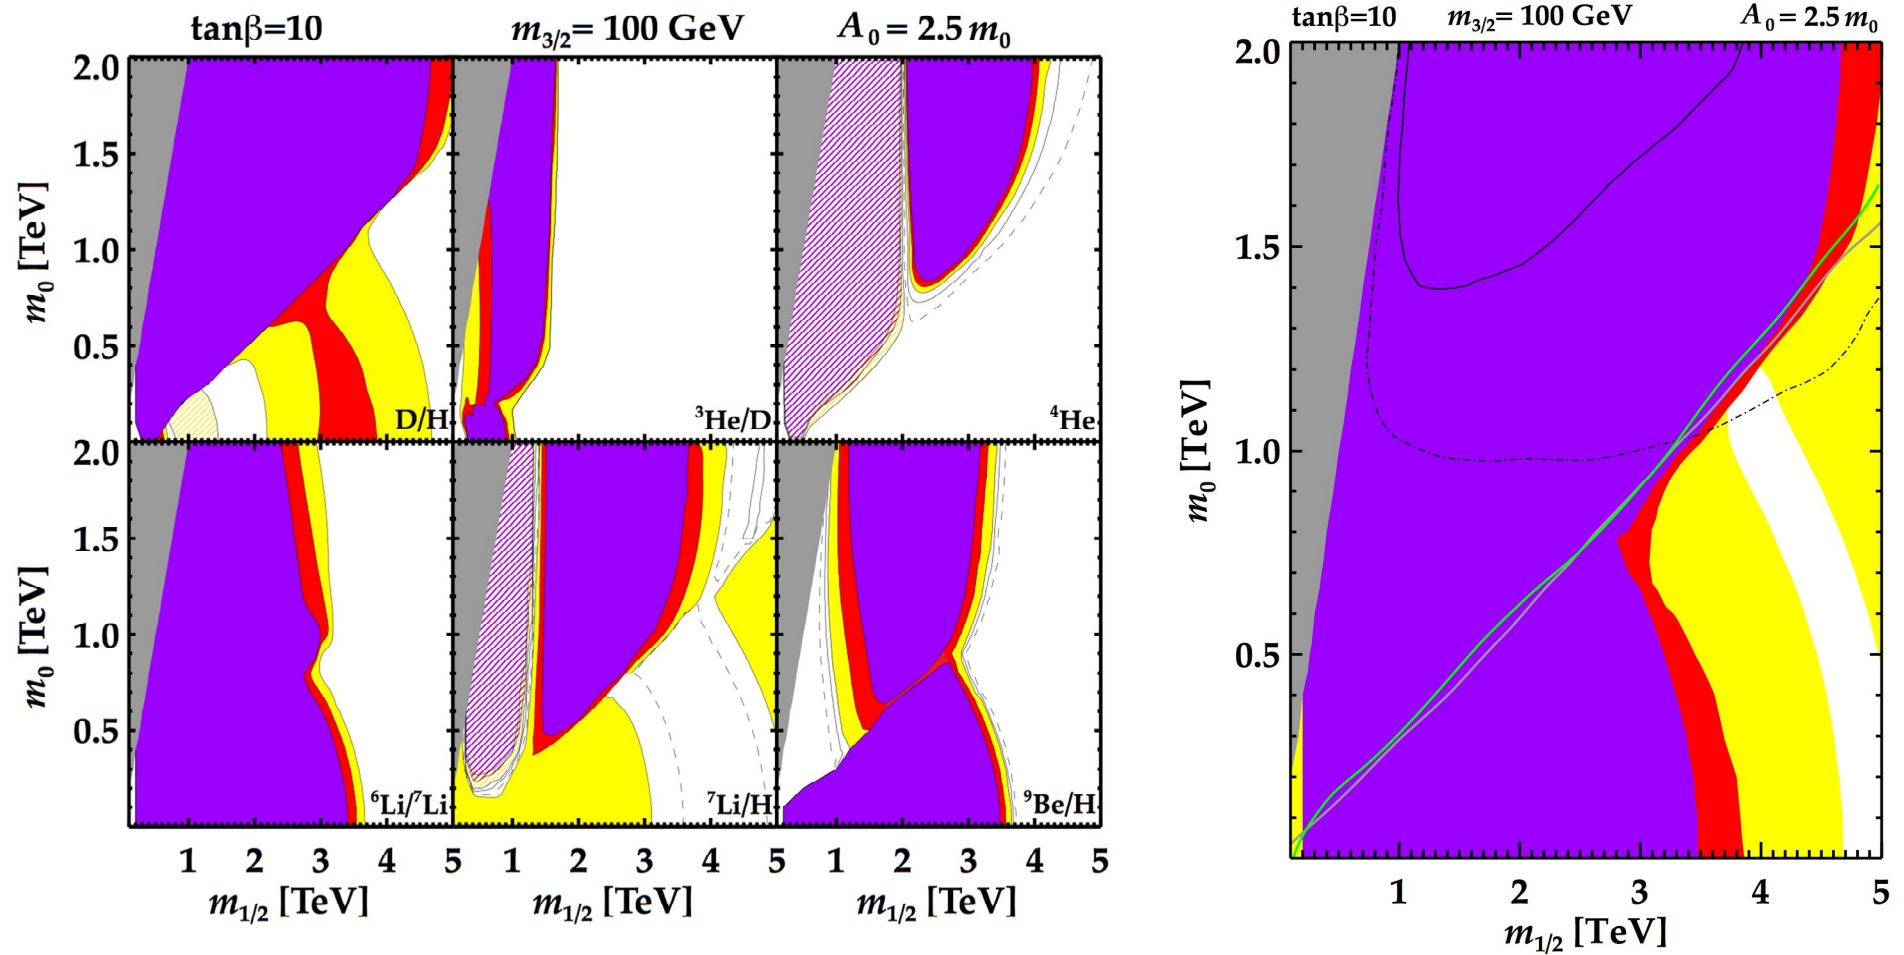 tanβ=10 m3/2= 100 GeV A0 = 2.5 m0
2.0
1.5
1.0
0.5
m0 [TeV]
D/H
3He/D
4He
2.0
1.5
1.0
0.5
m0 [TeV]
6Li/7Li
7Li/H
9Be/H
1 2 3 4 5 1 2 3 4 5 1 2 3 4 5
m1/2 [TeV] m1/2 [TeV] m1/2 [TeV]
tanβ=10 m3/2= 100 GeV A0 = 2.5 m0
2.0
1.5
1.0
0.5
m0 [TeV]
1 2 3 4 5
m1/2 [TeV]